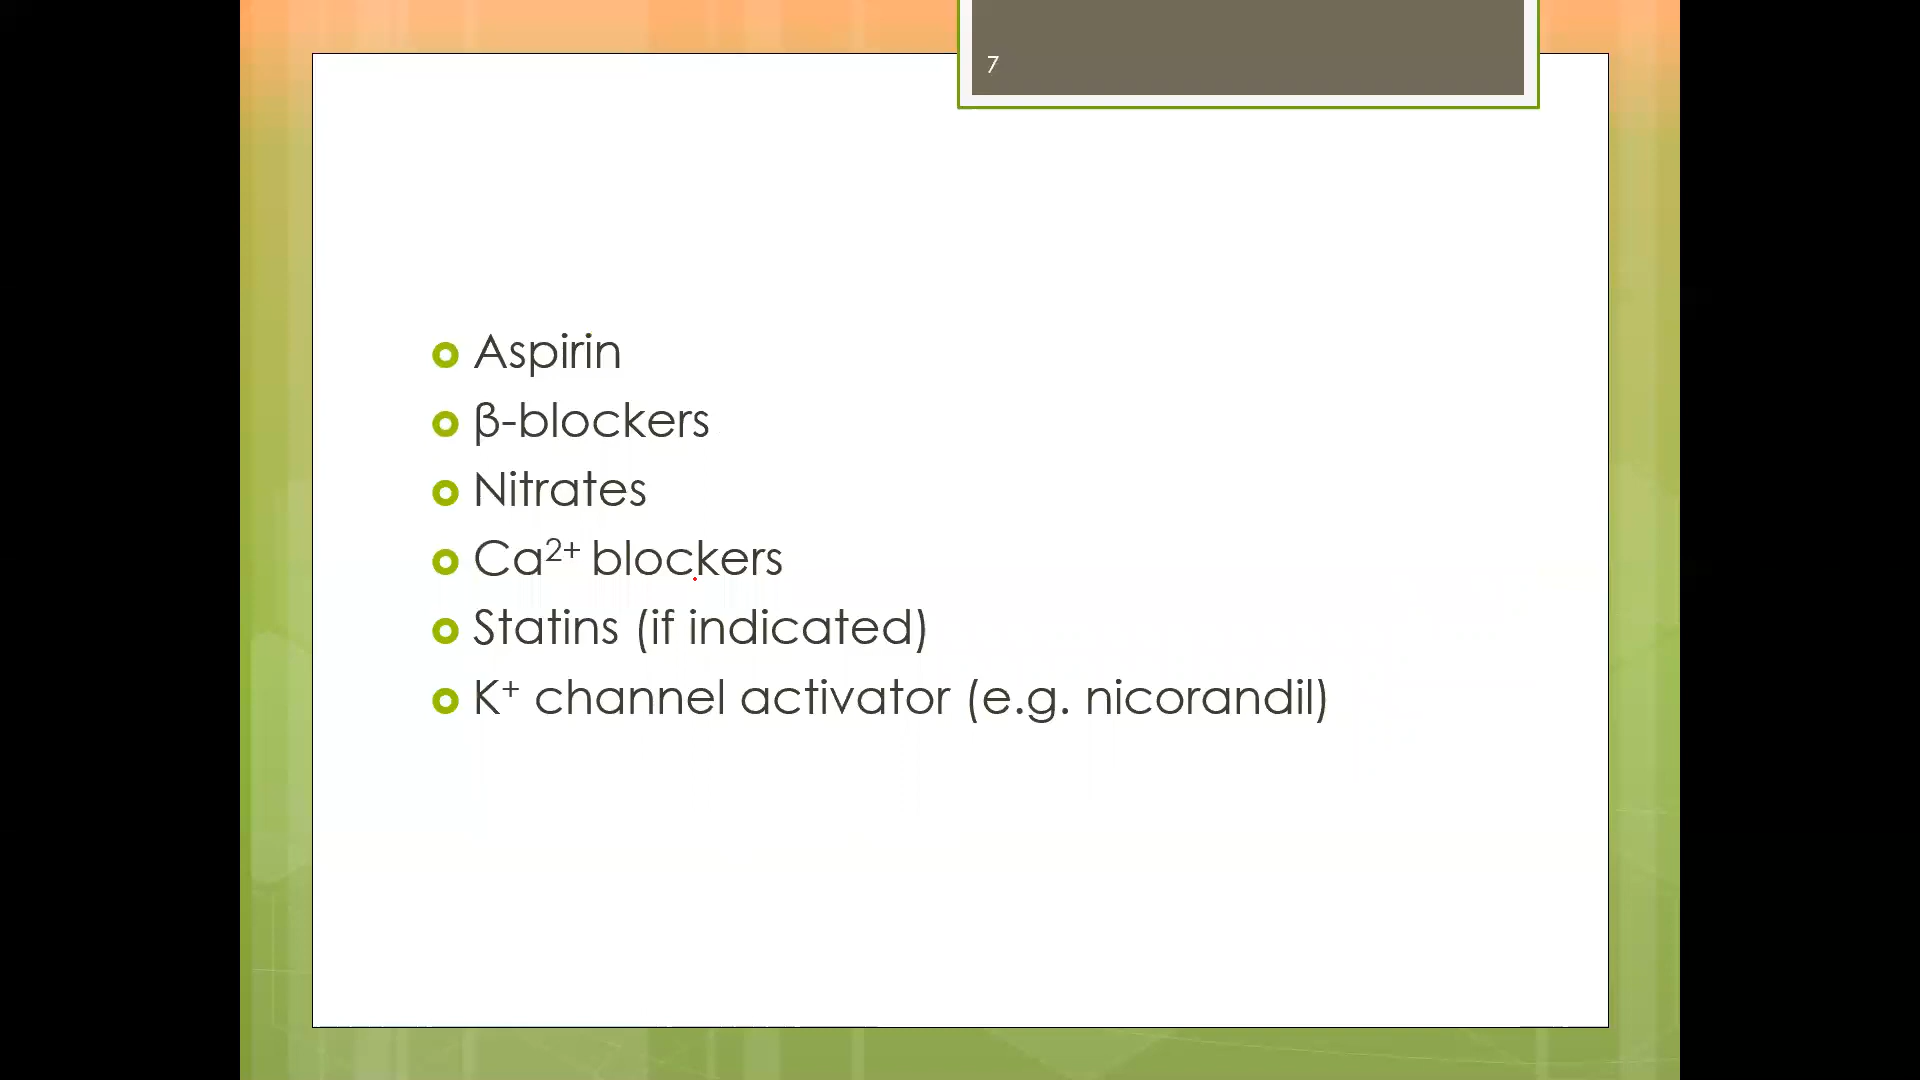 7
Aspirin
β-blockers
Nitrates
Ca²⁺ blockers
Statins (if indicated)
K⁺ channel activator (e.g. nicorandil)